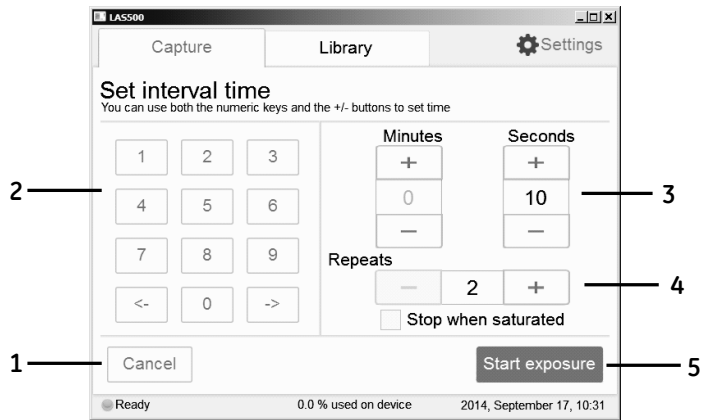 LAS500
Capture Library Settings
Set interval time
You can use both the numeric keys and the +/- buttons to set time
Minutes Seconds
1 2 3 + +
2 4 5 6 0 10 3
7 8 9 − −
Repeats
<- 0 -> − 2 + 4
Stop when saturated
1 Cancel Start exposure 5
Ready 0.0 % used on device 2014, September 17, 10:31